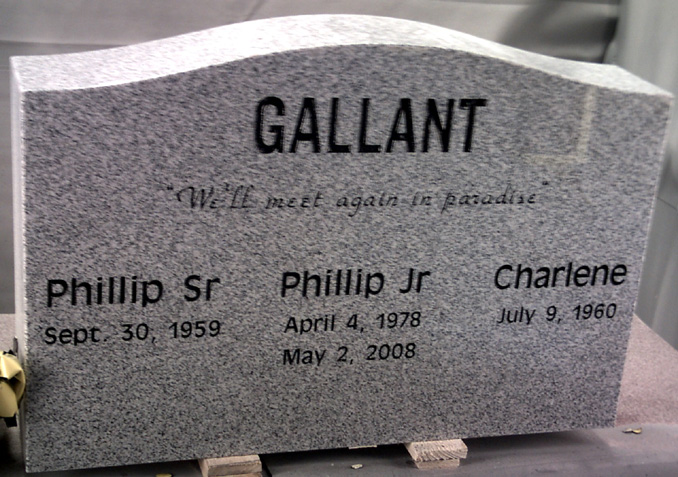 GALLANT
"We'll meet again in paradise"
Phillip Sr Phillip Jr Charlene
Sept. 30, 1959 April 4, 1978 July 9, 1960
May 2, 2008